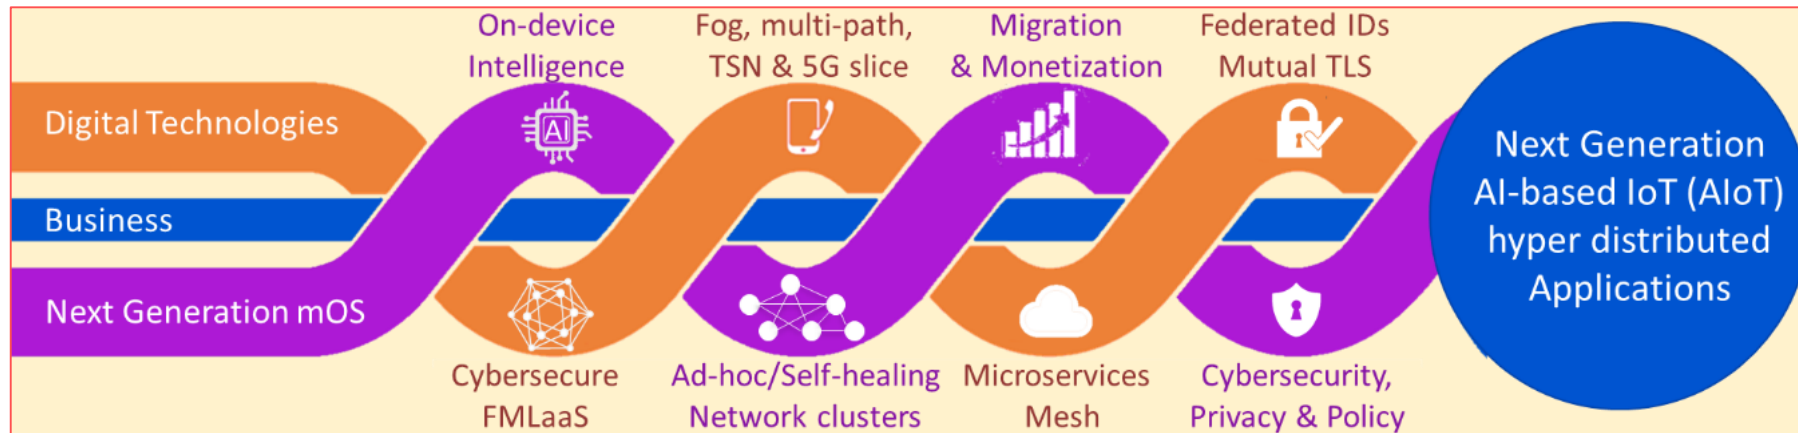 On-device
Intelligence
Fog, multi-path,
TSN & 5G slice
Migration
& Monetization
Federated IDs
Mutual TLS
Digital Technologies
AI
Business
Next Generation mOS
Next Generation
AI-based IoT (AIoT)
hyper distributed
Applications
Cybersecure
FMLaaS
Ad-hoc/Self-healing
Network clusters
Microservices
Mesh
Cybersecurity,
Privacy & Policy